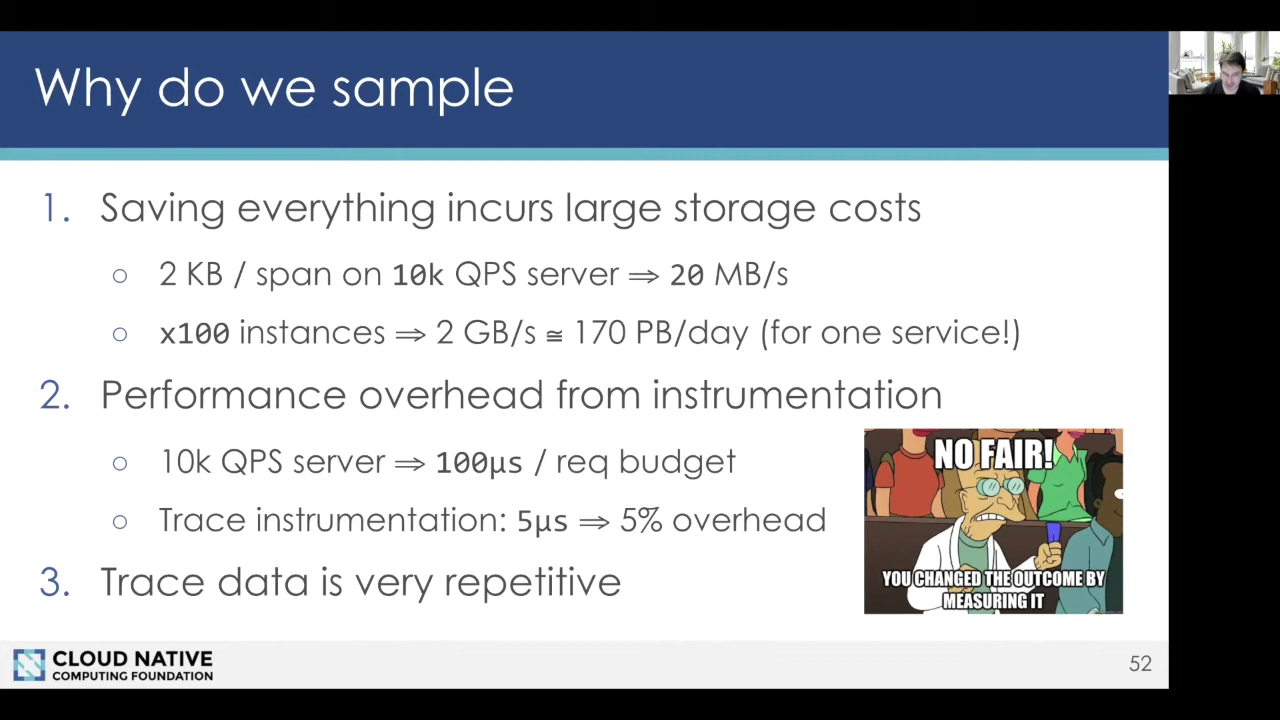 Why do we sample
1. Saving everything incurs large storage costs
○ 2 KB / span on 10k QPS server ⇒ 20 MB/s
○ x100 instances ⇒ 2 GB/s ≅ 170 PB/day (for one service!)
2. Performance overhead from instrumentation
○ 10k QPS server ⇒ 100μs / req budget
○ Trace instrumentation: 5μs ⇒ 5% overhead
3. Trace data is very repetitive
NO FAIR!
YOU CHANGED THE OUTCOME BY
MEASURING IT
CLOUD NATIVE
COMPUTING FOUNDATION
52